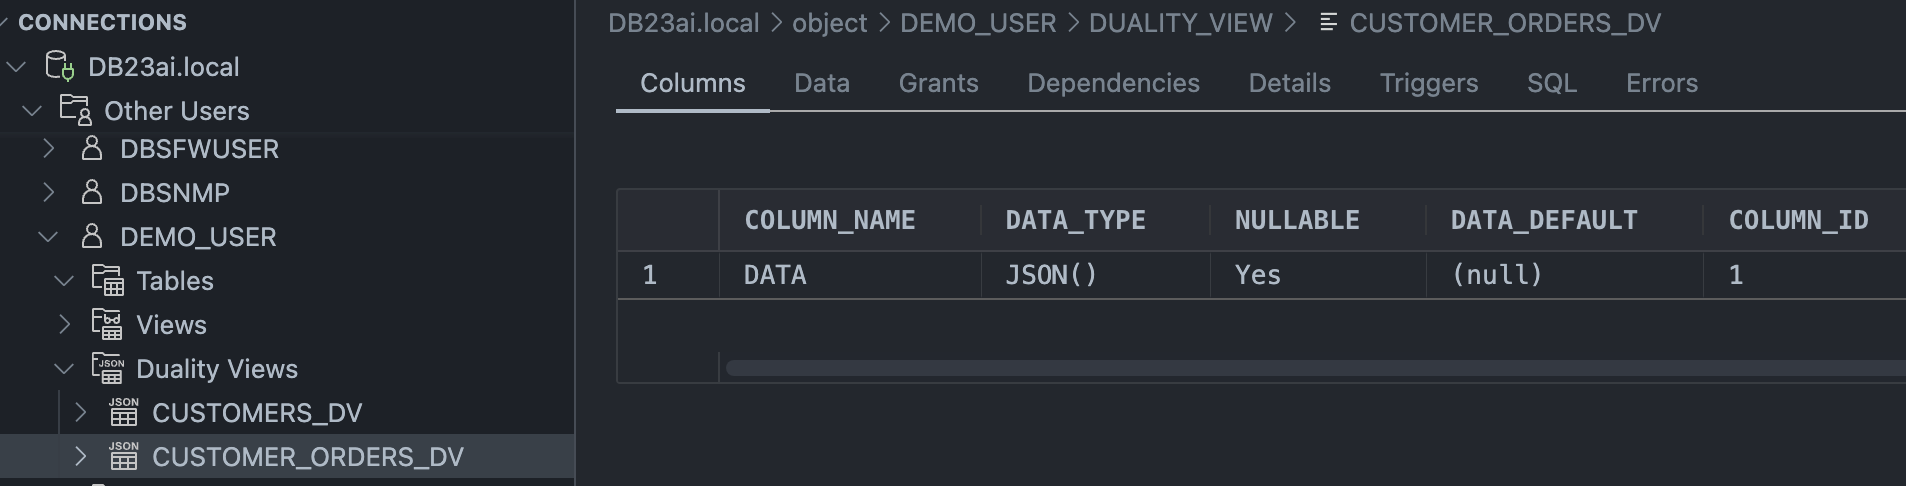 CONNECTIONS
DB23ai.local
Other Users
DBSFWUSER
DBSNMP
DEMO_USER
Tables
Views
JSON
Duality Views
JSON
CUSTOMERS_DV
JSON
CUSTOMER_ORDERS_DV
DB23ai.local > object > DEMO_USER > DUALITY_VIEW > CUSTOMER_ORDERS_DV
Columns Data Grants Dependencies Details Triggers SQL Errors
COLUMN_NAME DATA_TYPE NULLABLE DATA_DEFAULT COLUMN_ID
1 DATA JSON() Yes (null) 1